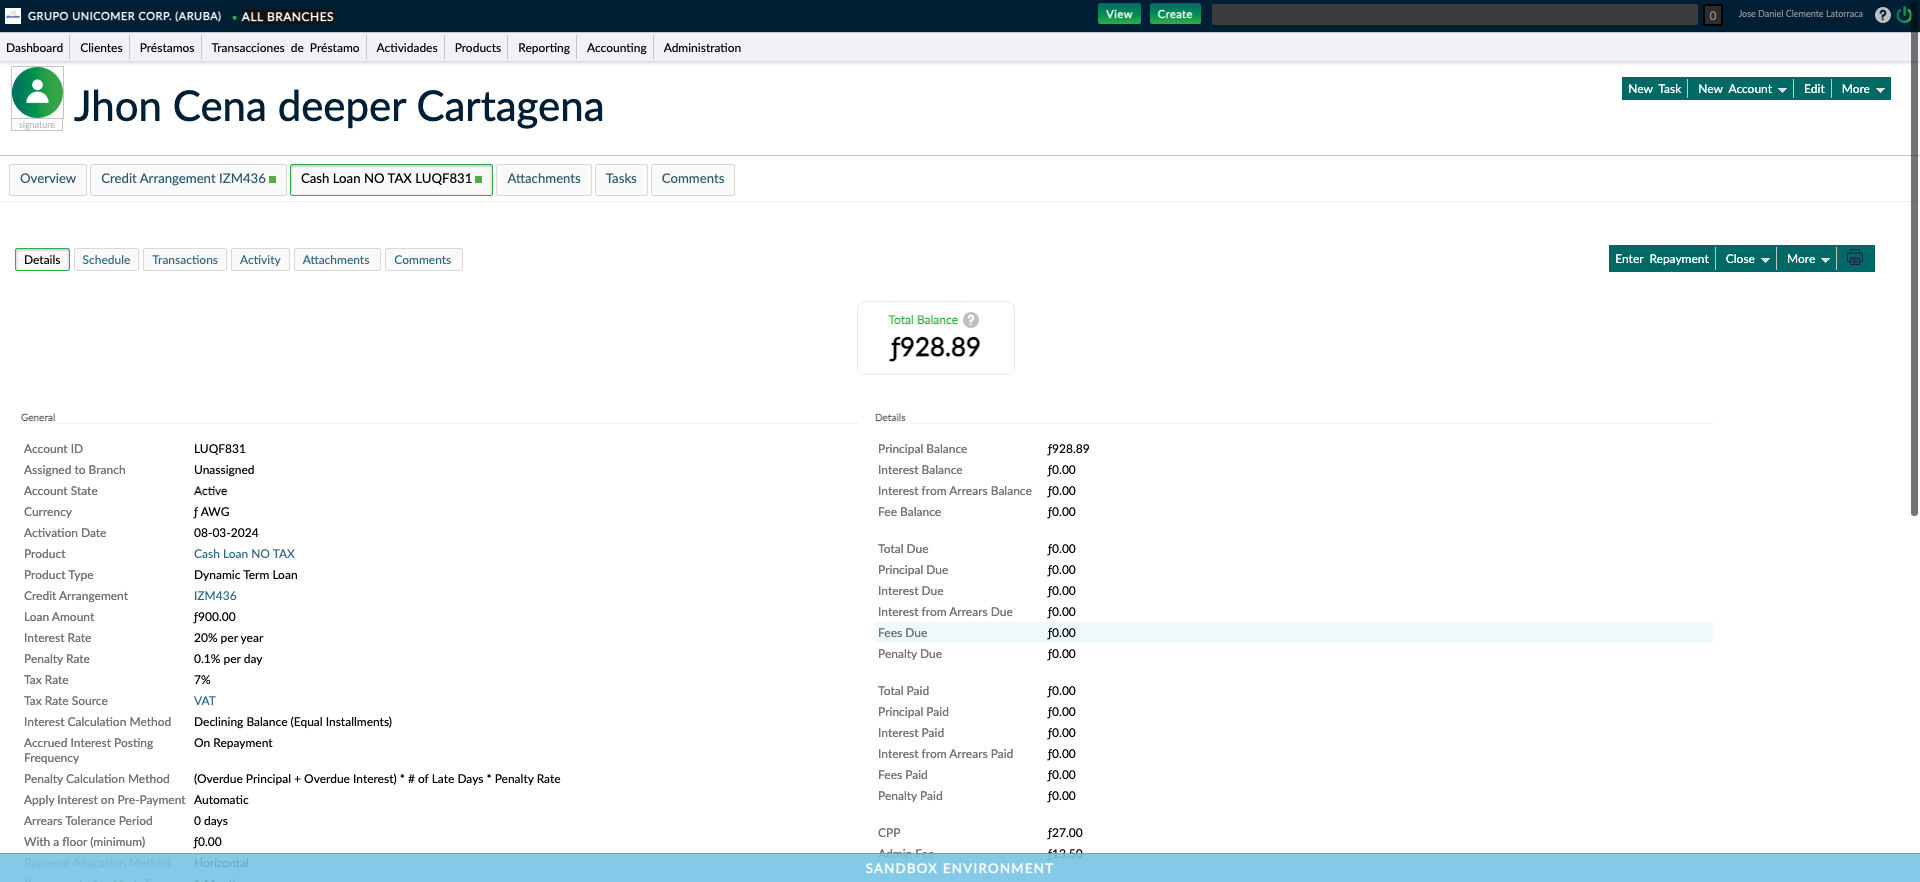 GRUPO UNICOMER CORP. (ARUBA) • ALL BRANCHES View Create 0 Jose Daniel Clemente Latorraca ?
Dashboard Clientes Préstamos Transacciones de Préstamo Actividades Products Reporting Accounting Administration
signature
Jhon Cena deeper Cartagena
New Task New Account Edit More
Overview Credit Arrangement IZM436 Cash Loan NO TAX LUQF831 Attachments Tasks Comments
Details Schedule Transactions Activity Attachments Comments
Enter Repayment Close More
Total Balance ?
ƒ928.89
General
Account ID LUQF831
Assigned to Branch Unassigned
Account State Active
Currency ƒ AWG
Activation Date 08-03-2024
Product Cash Loan NO TAX
Product Type Dynamic Term Loan
Credit Arrangement IZM436
Loan Amount ƒ900.00
Interest Rate 20% per year
Penalty Rate 0.1% per day
Tax Rate 7%
Tax Rate Source VAT
Interest Calculation Method Declining Balance (Equal Installments)
Accrued Interest Posting Frequency On Repayment
Penalty Calculation Method (Overdue Principal + Overdue Interest) * # of Late Days * Penalty Rate
Apply Interest on Pre-Payment Automatic
Arrears Tolerance Period 0 days
With a floor (minimum) ƒ0.00
Payment Allocation Method Horizontal
Details
Principal Balance ƒ928.89
Interest Balance ƒ0.00
Interest from Arrears Balance ƒ0.00
Fee Balance ƒ0.00
Total Due ƒ0.00
Principal Due ƒ0.00
Interest Due ƒ0.00
Interest from Arrears Due ƒ0.00
Fees Due ƒ0.00
Penalty Due ƒ0.00
Total Paid ƒ0.00
Principal Paid ƒ0.00
Interest Paid ƒ0.00
Interest from Arrears Paid ƒ0.00
Fees Paid ƒ0.00
Penalty Paid ƒ0.00
CPP ƒ27.00
Admin Fee ƒ13.50
SANDBOX ENVIRONMENT